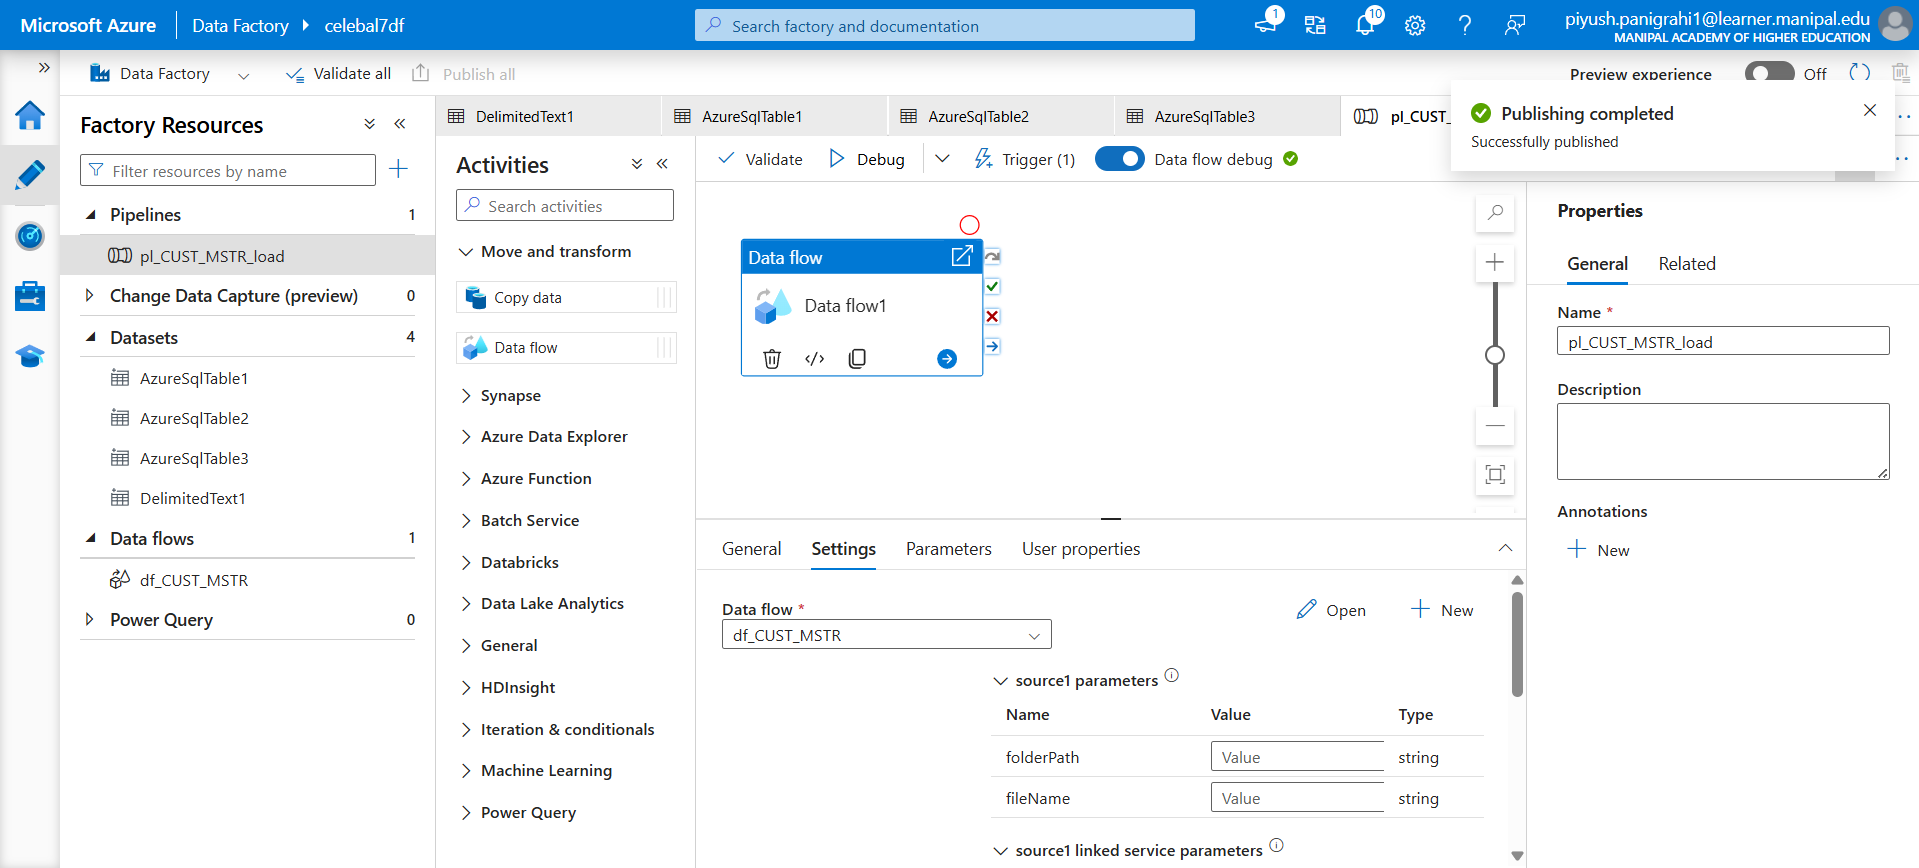 Microsoft Azure
Data Factory
celebal7df
Search factory and documentation
1
10
piyush.panigrahi1@learner.manipal.edu
MANIPAL ACADEMY OF HIGHER EDUCATION
Data Factory
Validate all
Publish all
Preview experience
Off
Publishing completed
Successfully published
Factory Resources
Filter resources by name
Pipelines 1
pl_CUST_MSTR_load
Change Data Capture (preview) 0
Datasets 4
AzureSqlTable1
AzureSqlTable2
AzureSqlTable3
DelimitedText1
Data flows 1
df_CUST_MSTR
Power Query 0
DelimitedText1
AzureSqlTable1
AzureSqlTable2
AzureSqlTable3
pl_CUST_
Activities
Search activities
Move and transform
Copy data
Data flow
Synapse
Azure Data Explorer
Azure Function
Batch Service
Databricks
Data Lake Analytics
General
HDInsight
Iteration & conditionals
Machine Learning
Power Query
Validate
Debug
Trigger (1)
Data flow debug
Data flow
Data flow1
General
Settings
Parameters
User properties
Data flow *
df_CUST_MSTR
Open
New
source1 parameters
Name Value Type
folderPath Value string
fileName Value string
source1 linked service parameters
Properties
General
Related
Name *
pl_CUST_MSTR_load
Description
Annotations
New